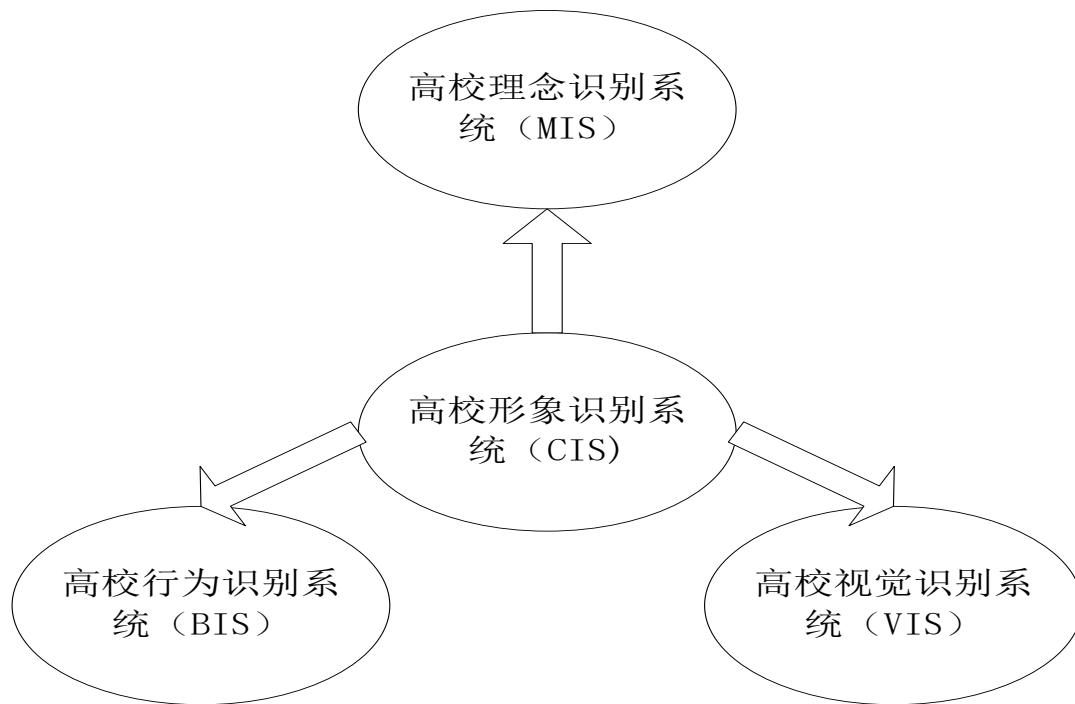 高校理念识别系
统（MIS）
高校形象识别系
统（CIS)
高校行为识别系
统（BIS）
高校视觉识别系
统（VIS）